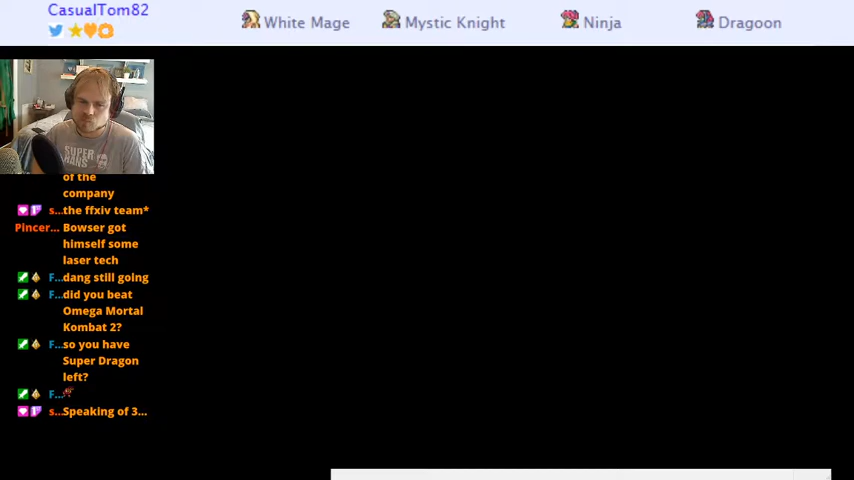 CasualTom82
White Mage
Mystic Knight
Ninja
Dragoon
SUPER
HANS
of the
company
s...the ffxiv team*
Pincer... Bowser got
himself some
laser tech
F...dang still going
F...did you beat
Omega Mortal
Kombat 2?
F...so you have
Super Dragon
left?
F...
s...Speaking of 3...